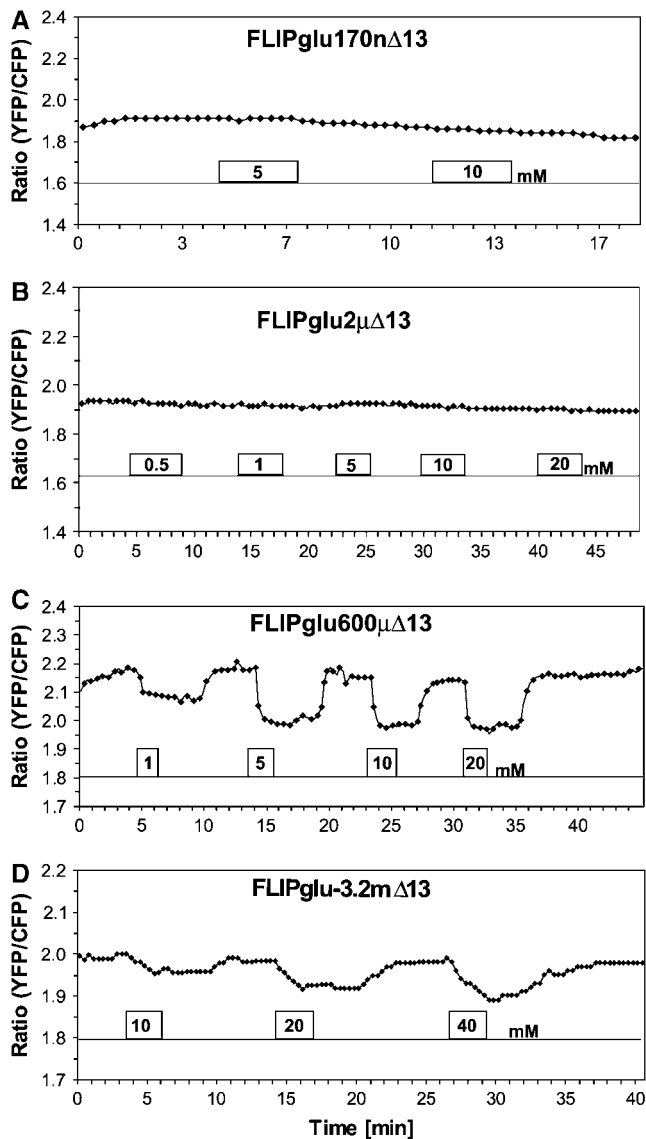 A
FLIPglu170nΔ13
Ratio (YFP/CFP)
2.4
2.2
2.0
1.8
1.6
1.4
5
10
mM
0 3 7 10 13 17
B
FLIPglu2µΔ13
Ratio (YFP/CFP)
2.4
2.2
2.0
1.8
1.6
1.4
0.5
1
5
10
20
mM
0 5 10 15 20 25 30 35 40 45
C
FLIPglu600µΔ13
Ratio (YFP/CFP)
2.4
2.3
2.2
2.1
2.0
1.9
1.8
1.7
1
5
10
20
mM
0 5 10 15 20 25 30 35 40
D
FLIPglu-3.2mΔ13
Ratio (YFP/CFP)
2.2
2.1
2.0
1.9
1.8
1.7
10
20
40
mM
0 5 10 15 20 25 30 35 40
Time [min]